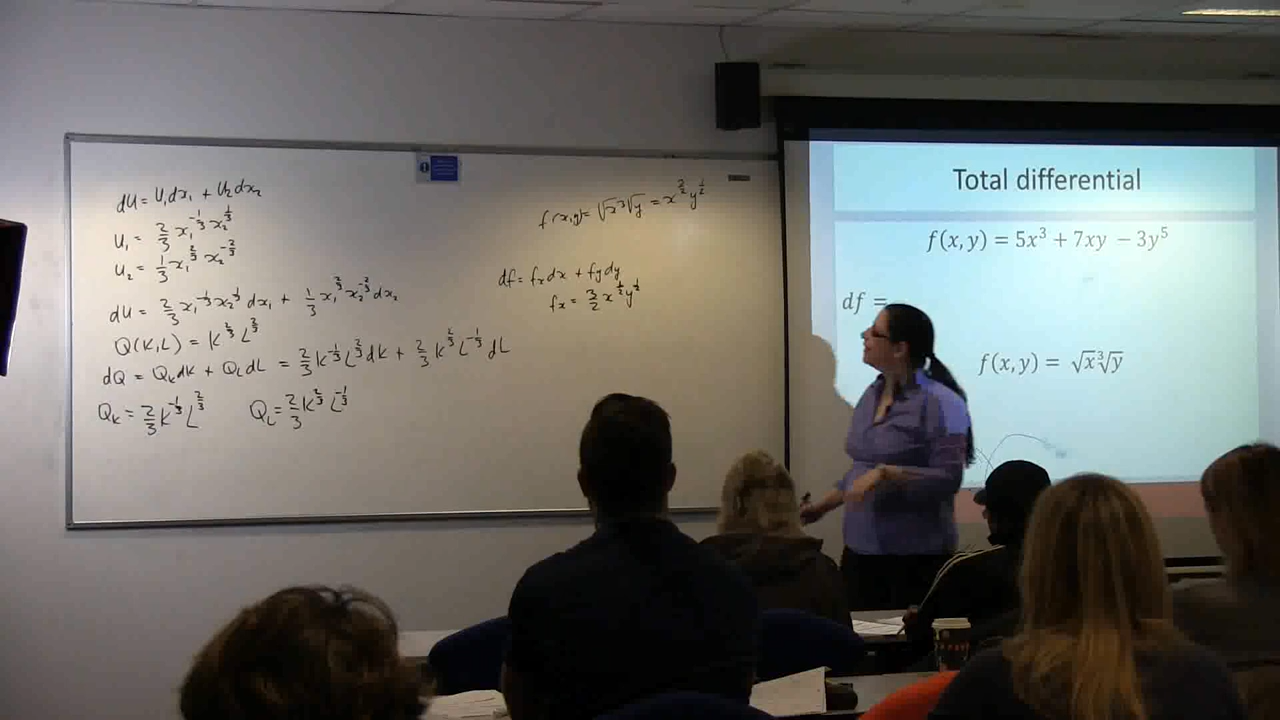 dU = U₁dx₁ + U₂dx₂
U₁ = 2/3 x₁^(-1/3) x₂^(1/3)
U₂ = 1/3 x₁^(2/3) x₂^(-2/3)
dU = 2/3 x₁^(-1/3) x₂^(1/3) dx₁ + 1/3 x₁^(2/3) x₂^(-2/3) dx₂
Q(K,L) = K^(2/3) L^(2/3)
dQ = Q_K dK + Q_L dL = 2/3 K^(-1/3) L^(2/3) dK + 2/3 K^(2/3) L^(-1/3) dL
Q_K = 2/3 K^(-1/3) L^(2/3) Q_L = 2/3 K^(2/3) L^(-1/3)
f(x,y) = √x³√y = x^(3/2) y^(1/2)
df = f_x dx + f_y dy
f_x = 3/2 x^(1/2) y^(1/2)
Total differential
f(x, y) = 5x³ + 7xy − 3y⁵
df =
f(x, y) = √x ∛y